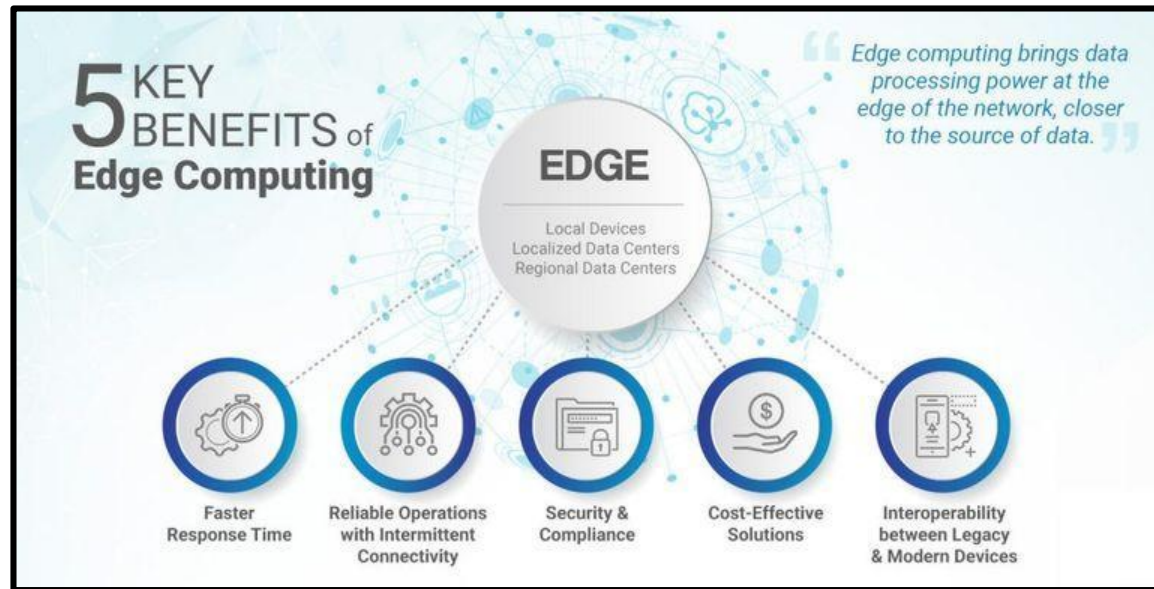 5 KEY
BENEFITS of
Edge Computing
“ Edge computing brings data
processing power at the
edge of the network, closer
to the source of data. ”
EDGE
Local Devices
Localized Data Centers
Regional Data Centers
$
Faster
Response Time
Reliable Operations
with Intermittent
Connectivity
Security &
Compliance
Cost-Effective
Solutions
Interoperability
between Legacy
& Modern Devices